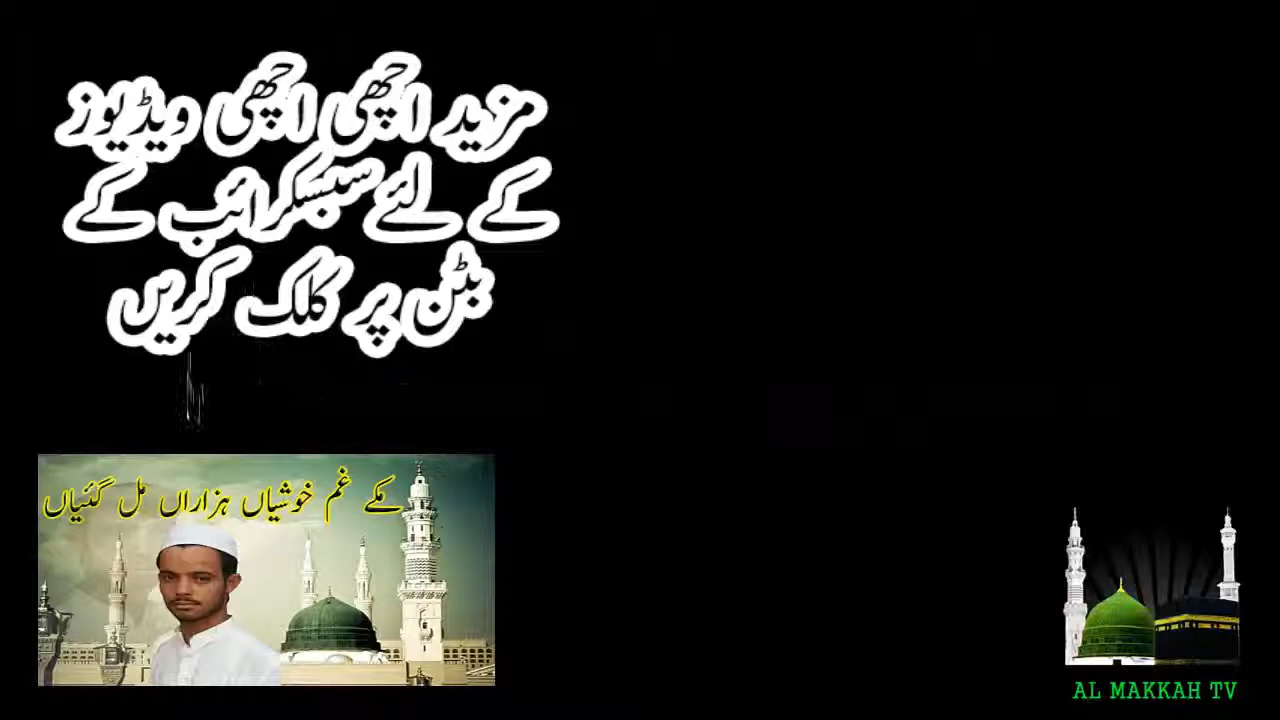 مزید اچھی اچھی ویڈیوز
کے لئے سبسکرائب کے
بٹن پر کلک کریں
مکے غم خوشیاں ہزاراں مل گئیاں
AL MAKKAH TV